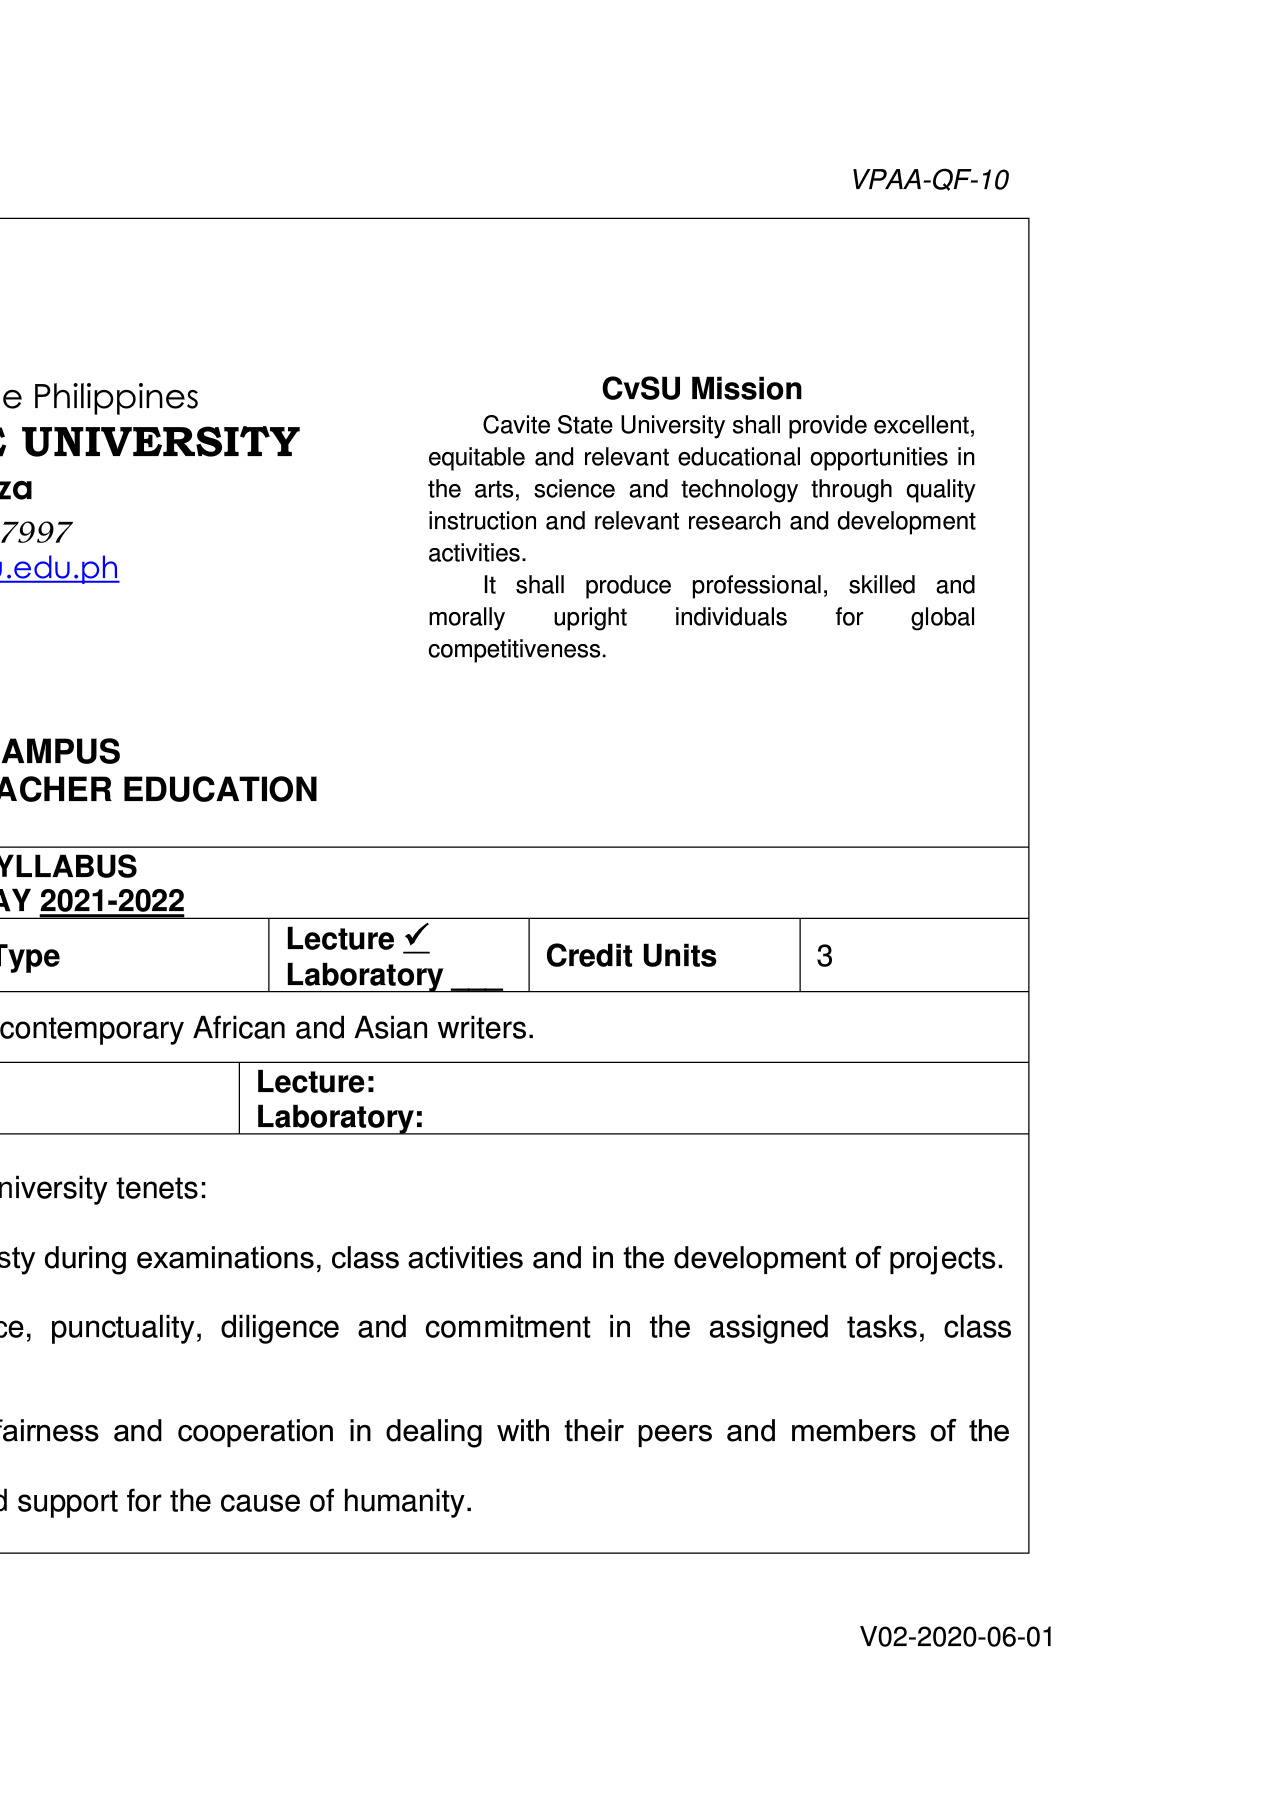 VPAA-QF-10
e Philippines
UNIVERSITY
za
7997
u.edu.ph
CvSU Mission
Cavite State University shall provide excellent,
equitable and relevant educational opportunities in
the arts, science and technology through quality
instruction and relevant research and development
activities.
It shall produce professional, skilled and
morally upright individuals for global
competitiveness.
AMPUS
ACHER EDUCATION
YLLABUS
AY 2021-2022
Type
Lecture ✓
Laboratory ___
Credit Units
3
contemporary African and Asian writers.
Lecture:
Laboratory:
niversity tenets:
sty during examinations, class activities and in the development of projects.
ce, punctuality, diligence and commitment in the assigned tasks, class
fairness and cooperation in dealing with their peers and members of the
d support for the cause of humanity.
V02-2020-06-01